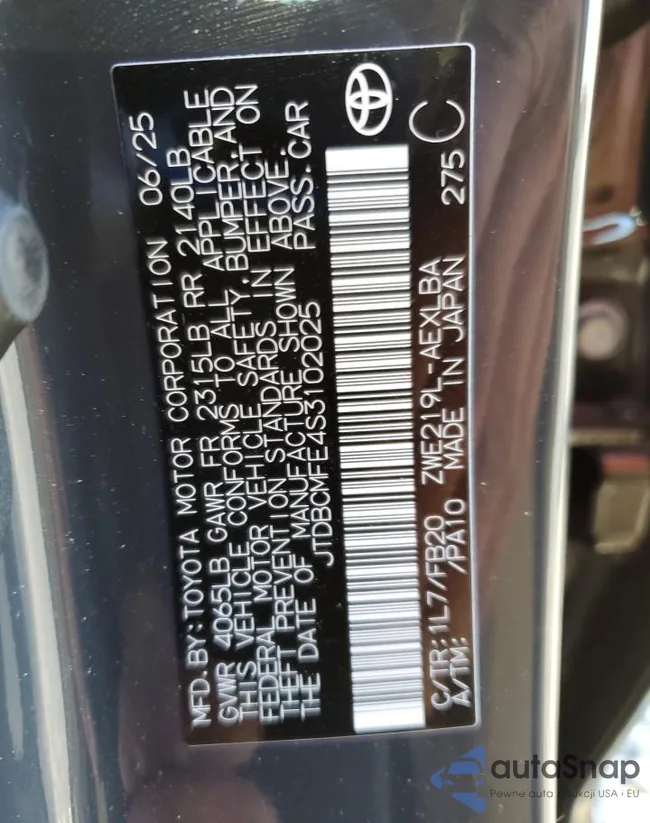 MFD. BY: TOYOTA MOTOR CORPORATION 06/25
GVWR 4065LB GAWR FR 2315LB RR 2140LB
THIS VEHICLE CONFORMS TO ALL APPLICABLE
FEDERAL MOTOR VEHICLE SAFETY, BUMPER, AND
THEFT PREVENTION STANDARDS IN EFFECT ON
THE DATE OF MANUFACTURE SHOWN ABOVE.
JTDBCMFE4S3102025 PASS. CAR
C/TR: 1L7/FB20 ZWE219L-AEXLBA
A/TM: /PA10 MADE IN JAPAN 275 C
autoSnap
Pewne auto z aukcji USA i EU